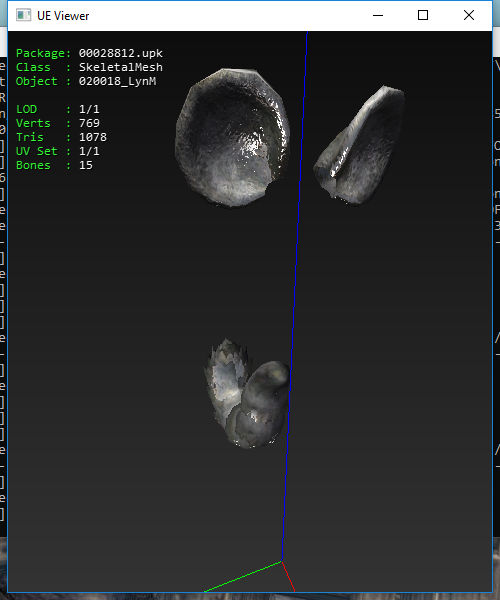 UE Viewer
Package: 00028812.upk
Class : SkeletalMesh
Object : 020018_LynM
LOD : 1/1
Verts : 769
Tris : 1078
UV Set : 1/1
Bones : 15